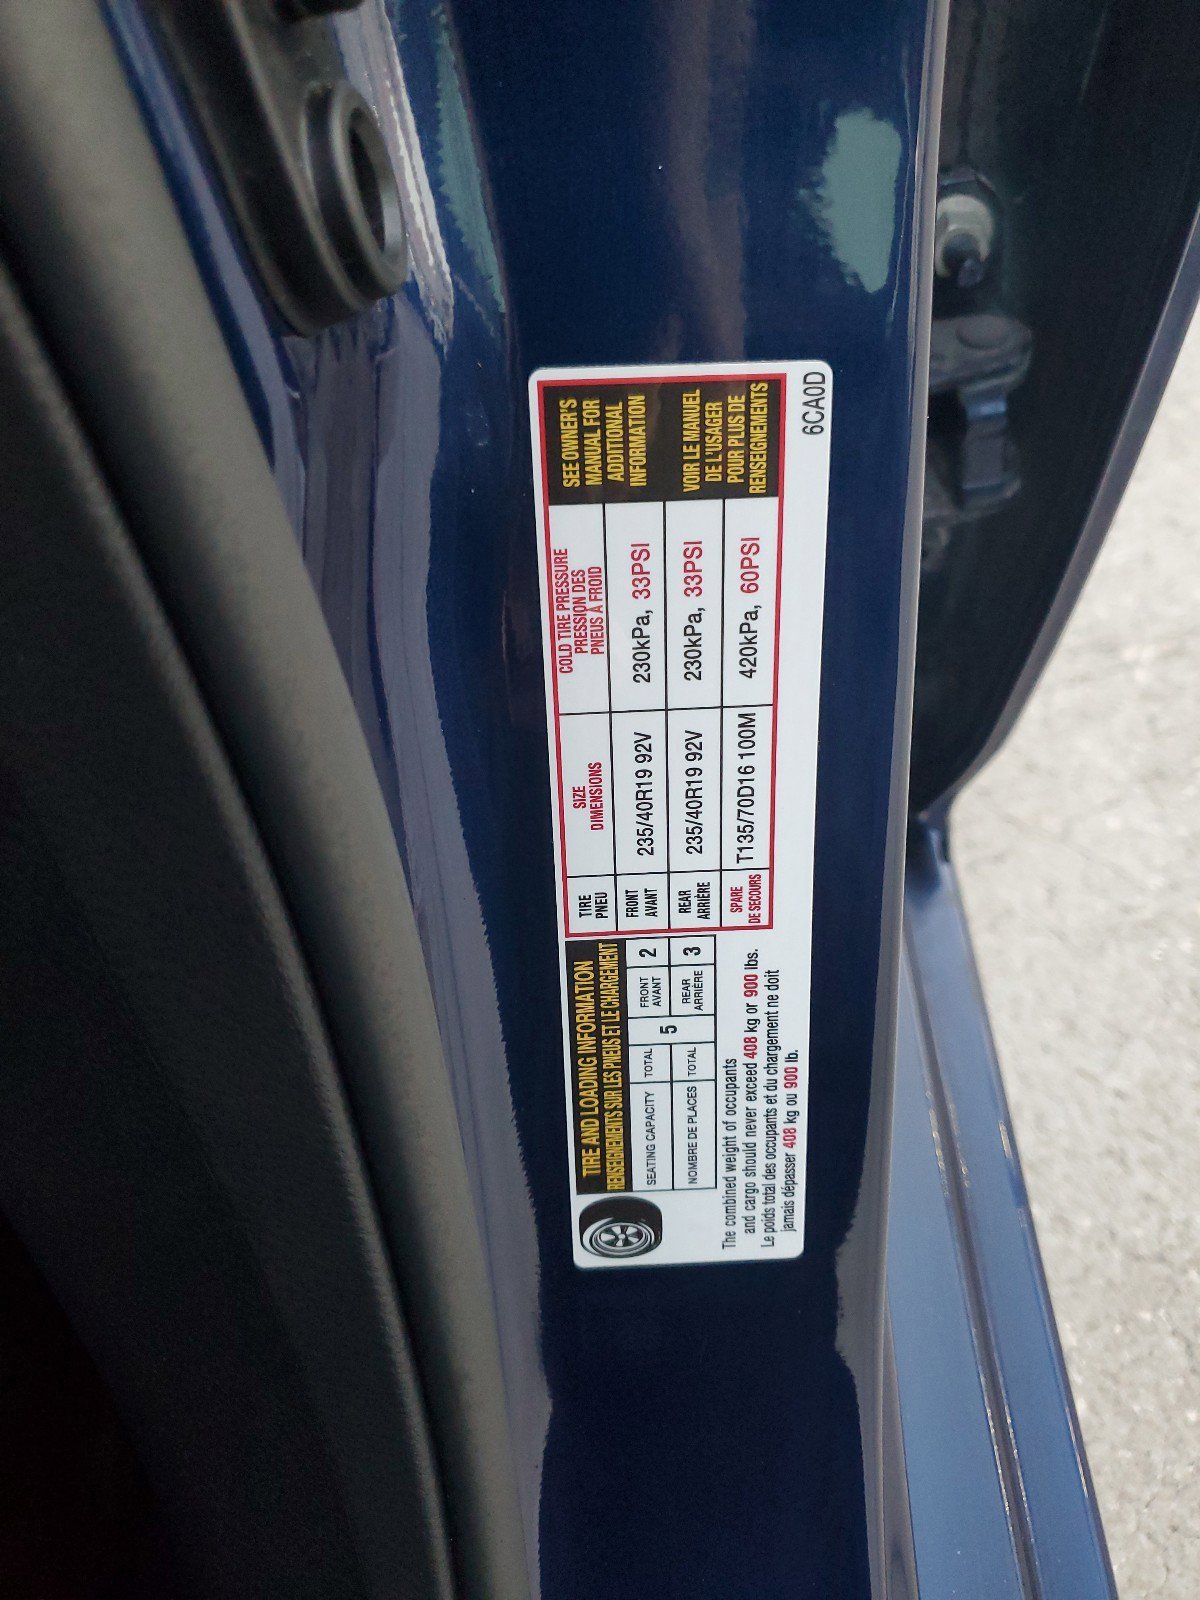 TIRE AND LOADING INFORMATION
RENSEIGNEMENTS SUR LES PNEUS ET LE CHARGEMENT
SEATING CAPACITY TOTAL 5 FRONT AVANT 2
NOMBRE DE PLACES TOTAL REAR ARRIÈRE 3
The combined weight of occupants
and cargo should never exceed 408 kg or 900 lbs.
Le poids total des occupants et du chargement ne doit
jamais dépasser 408 kg ou 900 lb.
TIRE
PNEU
SIZE
DIMENSIONS
COLD TIRE PRESSURE
PRESSION DES
PNEUS À FROID
FRONT AVANT 235/40R19 92V 230kPa, 33PSI
REAR ARRIÈRE 235/40R19 92V 230kPa, 33PSI
SPARE DE SECOURS T135/70D16 100M 420kPa, 60PSI
SEE OWNER'S
MANUAL FOR
ADDITIONAL
INFORMATION
VOIR LE MANUEL
DE L'USAGER
POUR PLUS DE
RENSEIGNEMENTS
6CA0D